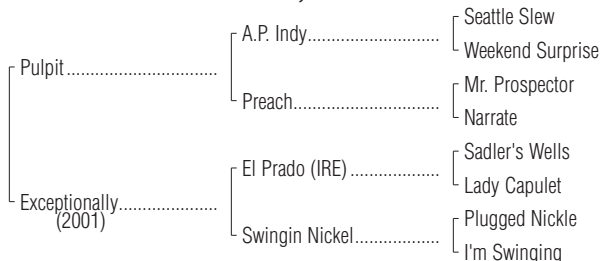 Seattle Slew
A.P. Indy
Weekend Surprise
Pulpit
Mr. Prospector
Preach
Narrate
Sadler's Wells
El Prado (IRE)
Lady Capulet
Exceptionally
(2001)
Plugged Nickle
Swingin Nickel
I'm Swinging